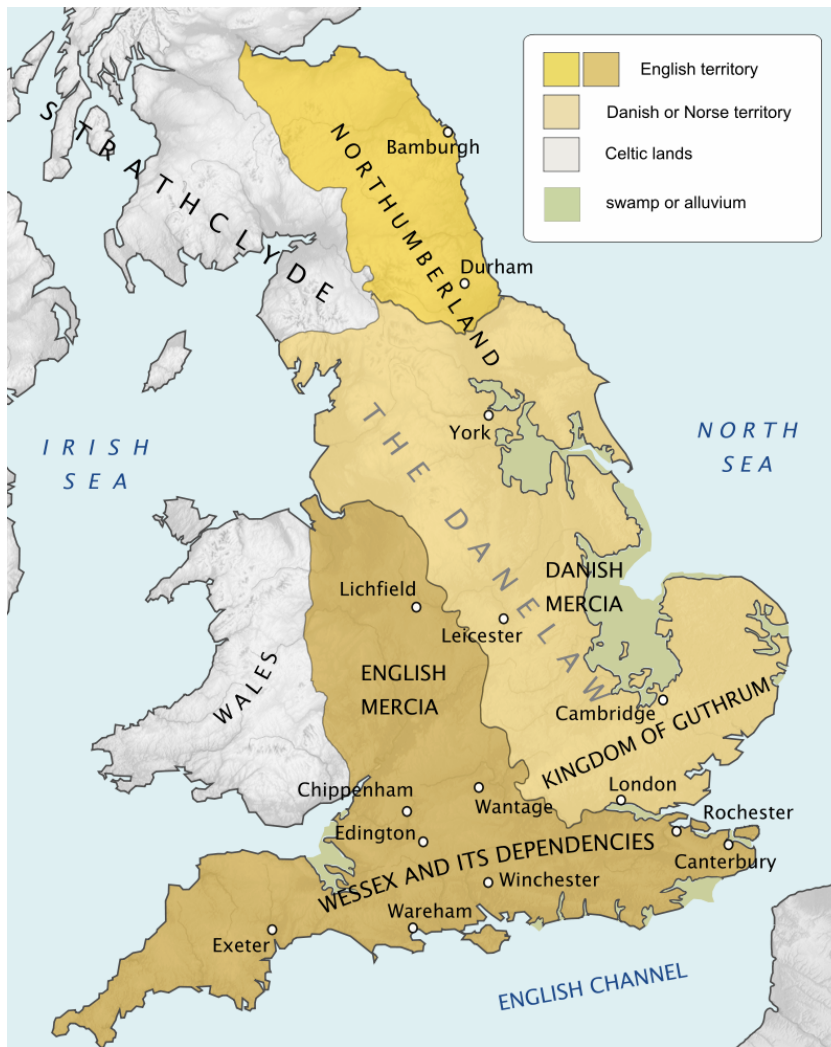 English territory
Danish or Norse territory
Celtic lands
swamp or alluvium
STRATHCLYDE
NORTHUMBERLAND
Bamburgh
Durham
York
IRISH
SEA
NORTH
SEA
THE DANELAW
DANISH
MERCIA
Lichfield
Leicester
ENGLISH
MERCIA
WALES
Cambridge
KINGDOM OF GUTHRUM
Chippenham
Wantage
London
Rochester
Edington
Canterbury
WESSEX AND ITS DEPENDENCIES
Winchester
Wareham
Exeter
ENGLISH CHANNEL